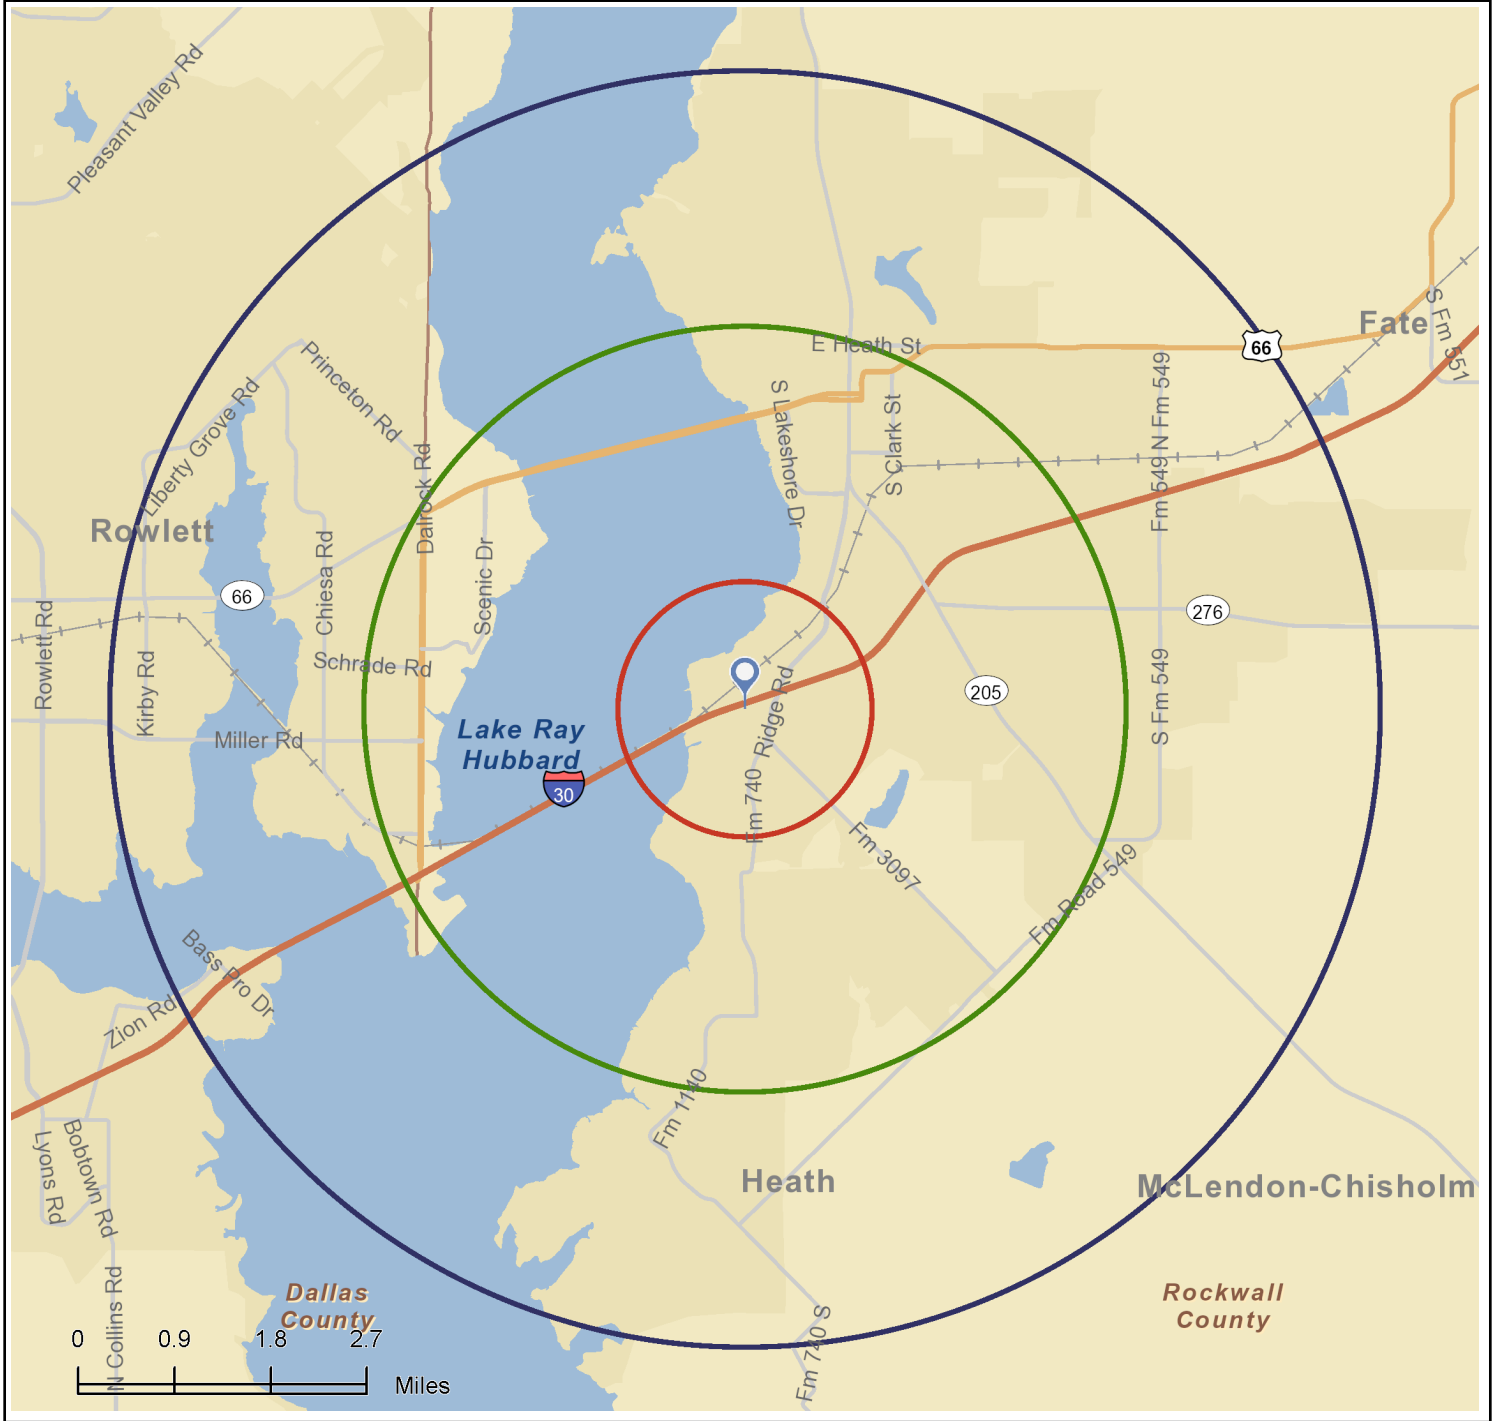 Pleasant Valley Rd
66
Fate
S Fm 551
E Heath St
Princeton Rd
Liberty Grove Rd
S Lakeshore Dr
S Clark St
Fm 549 N Fm 549
Dalrock Rd
Rowlett
Chiesa Rd
Scenic Dr
66
276
Rowlett Rd
Kirby Rd
Schrade Rd
205
S Fm 549
Ridge Rd
Miller Rd
Lake Ray
Hubbard
30
Fm 740
Fm 3097
Fm Road 549
Bass Pro Dr
Zion Rd
Fm 1140
Lyons Rd
Bobtown Rd
Heath
McLendon-Chisholm
Dallas
County
Rockwall
County
N Collins Rd
Fm 740 S
0 0.9 1.8 2.7
Miles